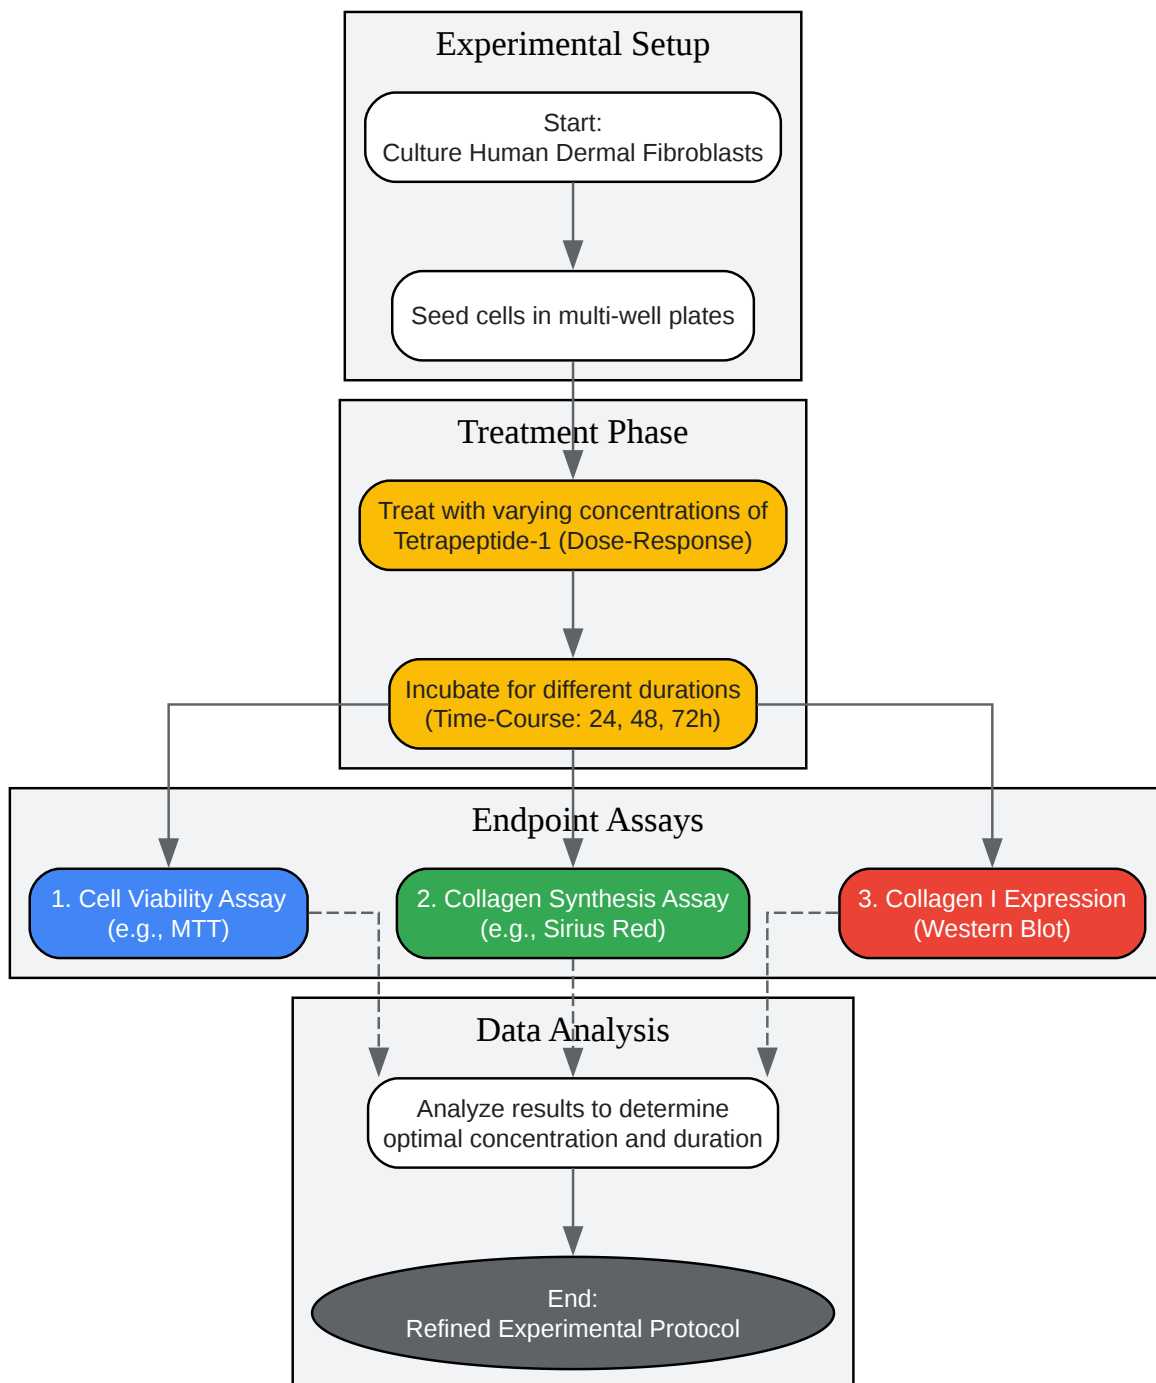 Experimental Setup
Start:
Culture Human Dermal Fibroblasts
Seed cells in multi-well plates
Treatment Phase
Treat with varying concentrations of
Tetrapeptide-1 (Dose-Response)
Incubate for different durations
(Time-Course: 24, 48, 72h)
Endpoint Assays
1. Cell Viability Assay
(e.g., MTT)
2. Collagen Synthesis Assay
(e.g., Sirius Red)
3. Collagen I Expression
(Western Blot)
Data Analysis
Analyze results to determine
optimal concentration and duration
End:
Refined Experimental Protocol